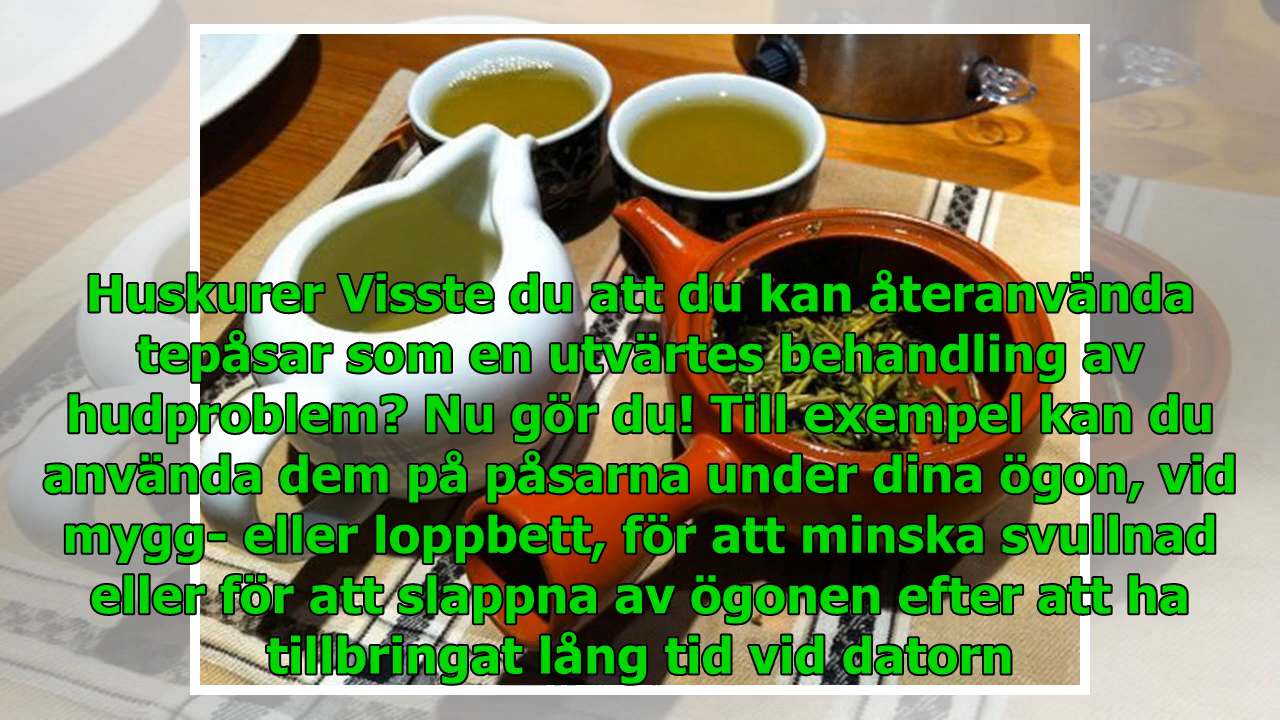 Huskurer Visste du att du kan återanvända
tepåsar som en utvärtes behandling av
hudproblem? Nu gör du! Till exempel kan du
använda dem på påsarna under dina ögon, vid
mygg- eller loppbett, för att minska svullnad
eller för att slappna av ögonen efter att ha
tillbringat lång tid vid datorn